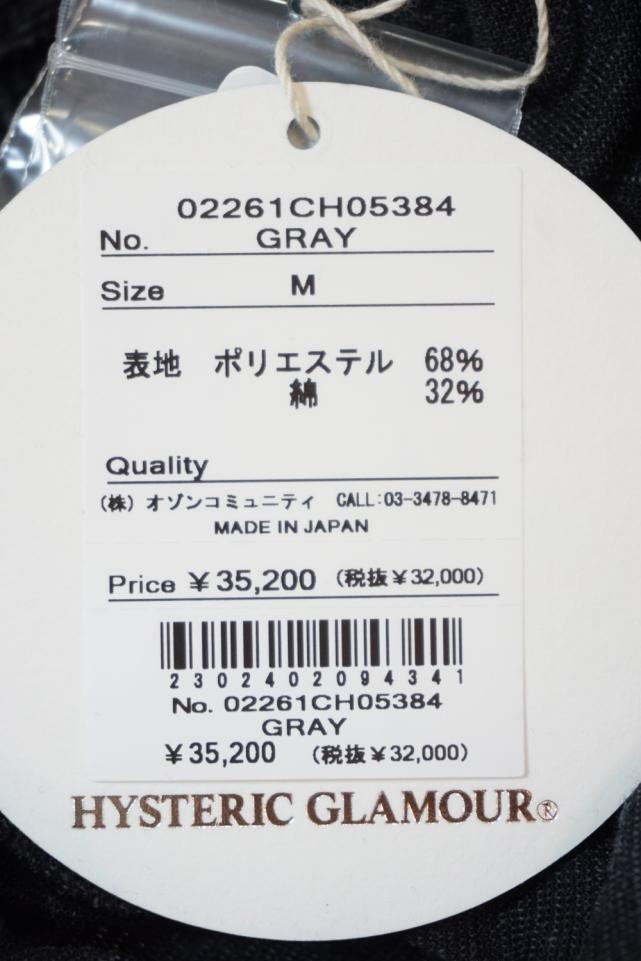 02261CH05384
No. GRAY
Size M
表地 ポリエステル 68%
綿 32%
Quality
(株) オゾンコミュニティ CALL:03-3478-8471
MADE IN JAPAN
Price ¥35,200 (税抜¥32,000)
2302402094341
No. 02261CH05384
GRAY
¥35,200 (税抜¥32,000)
HYSTERIC GLAMOUR®